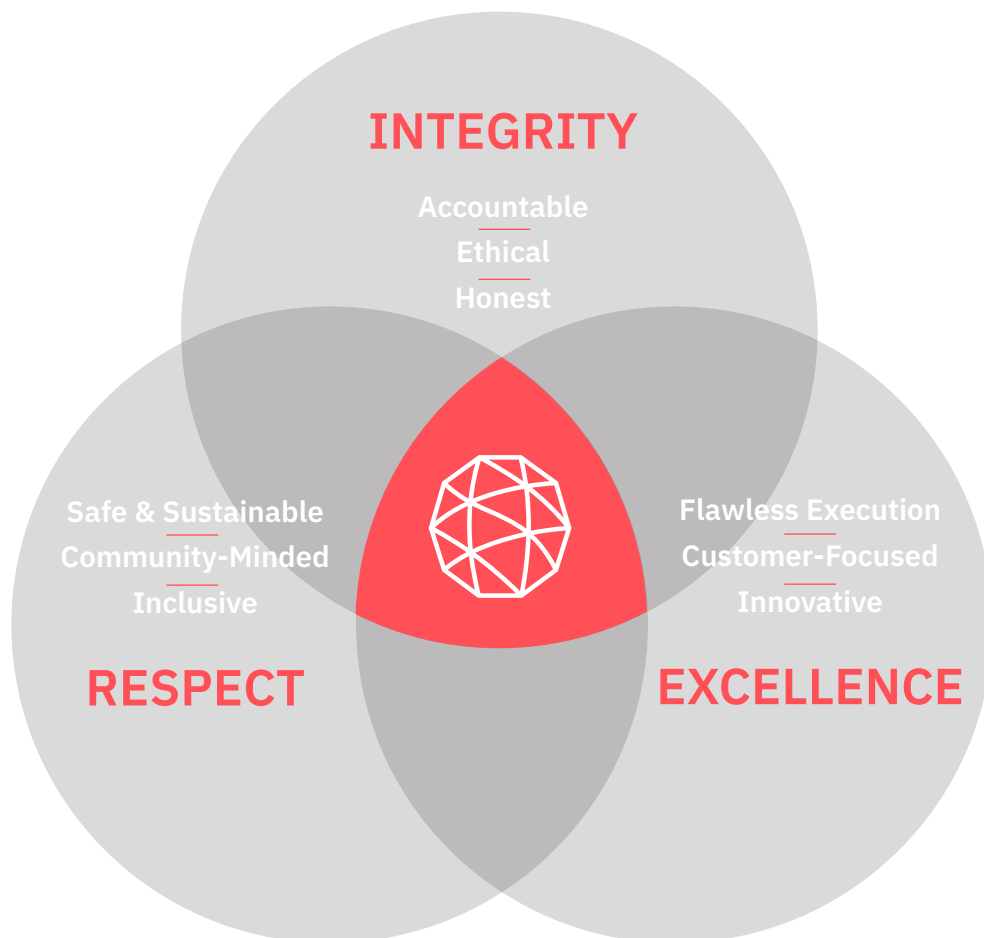 INTEGRITY
Accountable
Ethical
Honest
Safe & Sustainable
Community-Minded
Inclusive
RESPECT
Flawless Execution
Customer-Focused
Innovative
EXCELLENCE